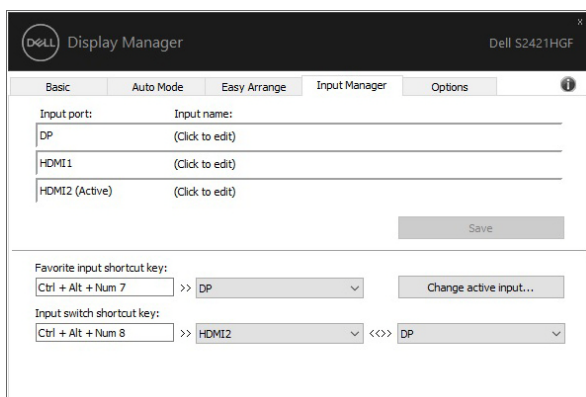 x
DELL Display Manager Dell S2421HGF
Basic Auto Mode Easy Arrange Input Manager Options i
Input port: Input name:
DP (Click to edit)
HDMI1 (Click to edit)
HDMI2 (Active) (Click to edit)
Save
Favorite input shortcut key:
Ctrl + Alt + Num 7 >> DP Change active input...
Input switch shortcut key:
Ctrl + Alt + Num 8 >> HDMI2 <<>> DP